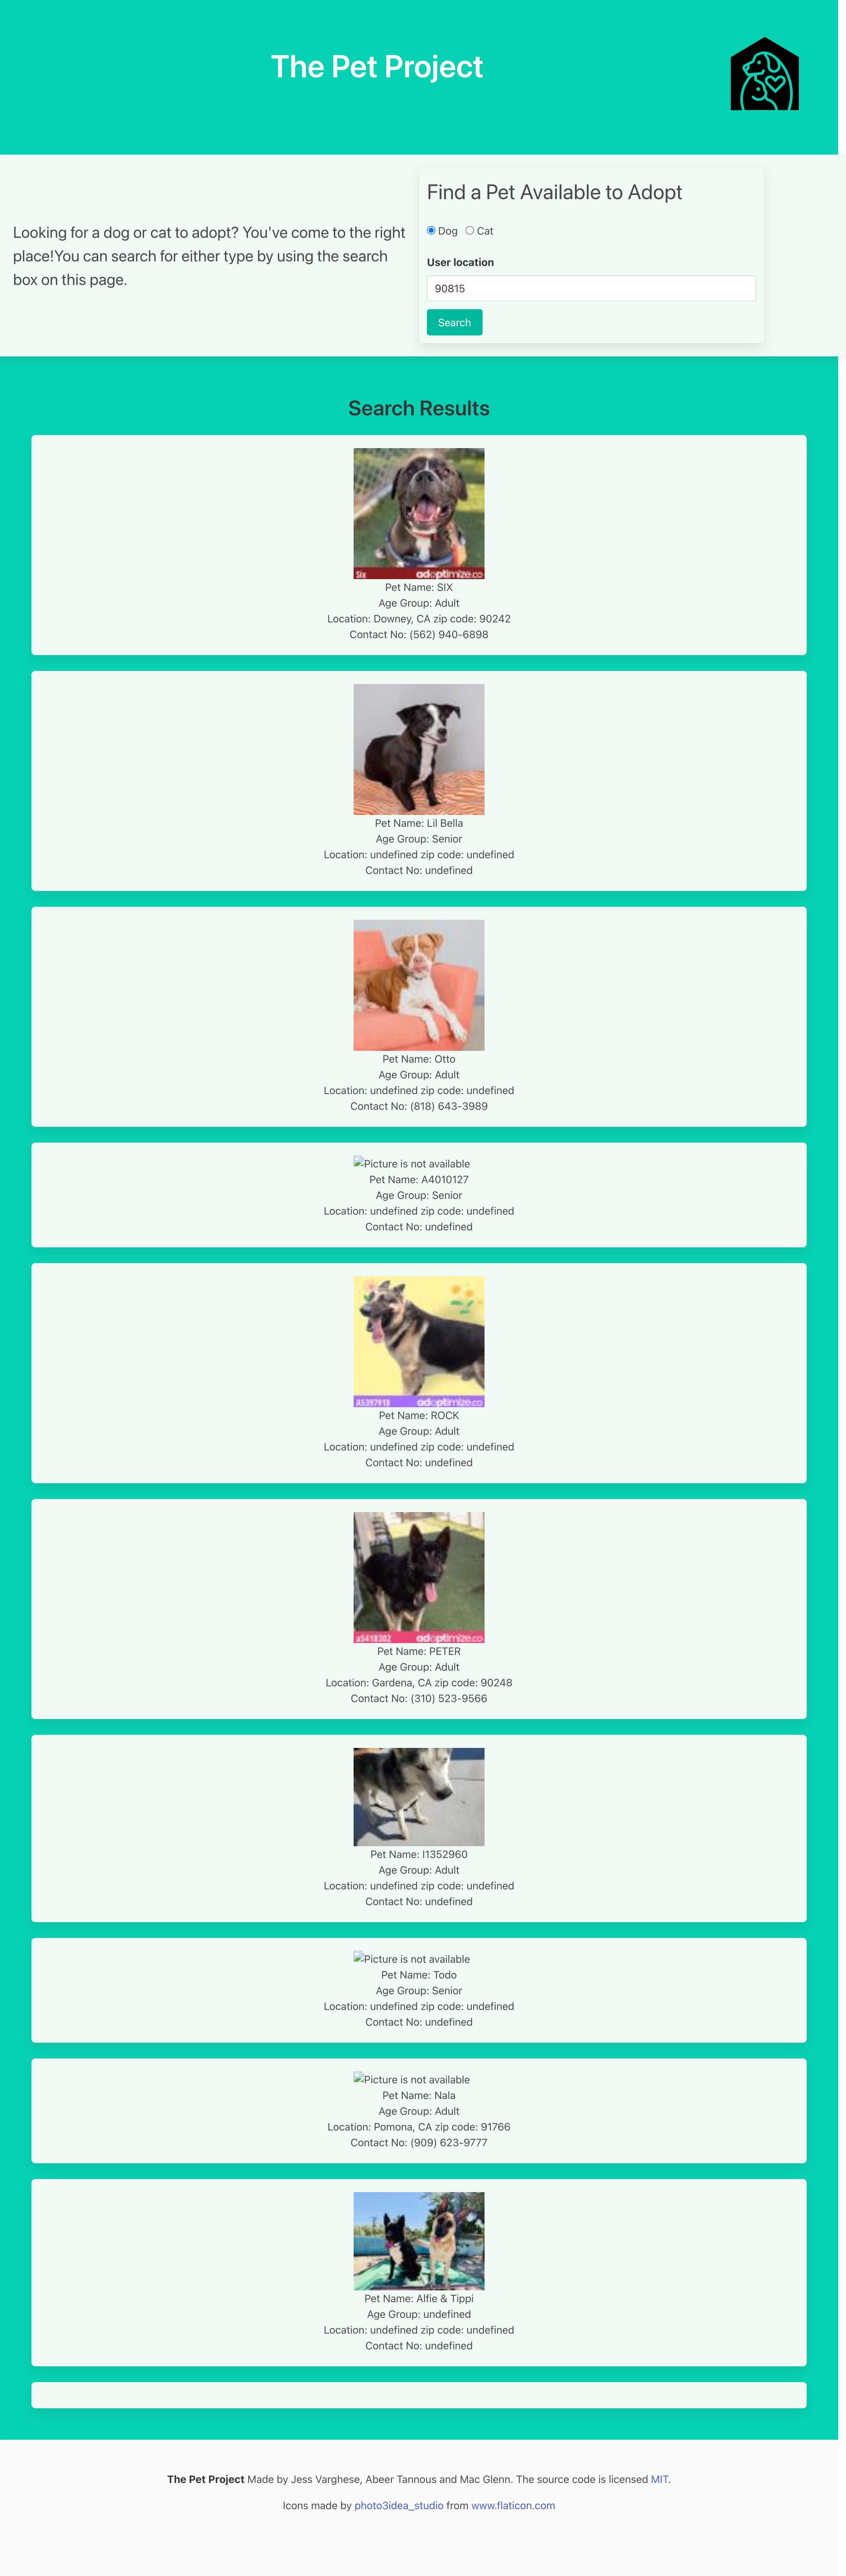 The Pet Project
Looking for a dog or cat to adopt? You've come to the right
place!You can search for either type by using the search
box on this page.
Find a Pet Available to Adopt
Dog Cat
User location
90815
Search
Search Results
Six adoptimize.co
Pet Name: SIX
Age Group: Adult
Location: Downey, CA zip code: 90242
Contact No: (562) 940-6898
Pet Name: Lil Bella
Age Group: Senior
Location: undefined zip code: undefined
Contact No: undefined
Pet Name: Otto
Age Group: Adult
Location: undefined zip code: undefined
Contact No: (818) 643-3989
Picture is not available
Pet Name: A4010127
Age Group: Senior
Location: undefined zip code: undefined
Contact No: undefined
adoptimize.co
Pet Name: ROCK
Age Group: Adult
Location: undefined zip code: undefined
Contact No: undefined
adoptimize.co
Pet Name: PETER
Age Group: Adult
Location: Gardena, CA zip code: 90248
Contact No: (310) 523-9566
Pet Name: I1352960
Age Group: Adult
Location: undefined zip code: undefined
Contact No: undefined
Picture is not available
Pet Name: Todo
Age Group: Senior
Location: undefined zip code: undefined
Contact No: undefined
Picture is not available
Pet Name: Nala
Age Group: Adult
Location: Pomona, CA zip code: 91766
Contact No: (909) 623-9777
Pet Name: Alfie & Tippi
Age Group: undefined
Location: undefined zip code: undefined
Contact No: undefined
The Pet Project Made by Jess Varghese, Abeer Tannous and Mac Glenn. The source code is licensed MIT.
Icons made by photo3idea_studio from www.flaticon.com